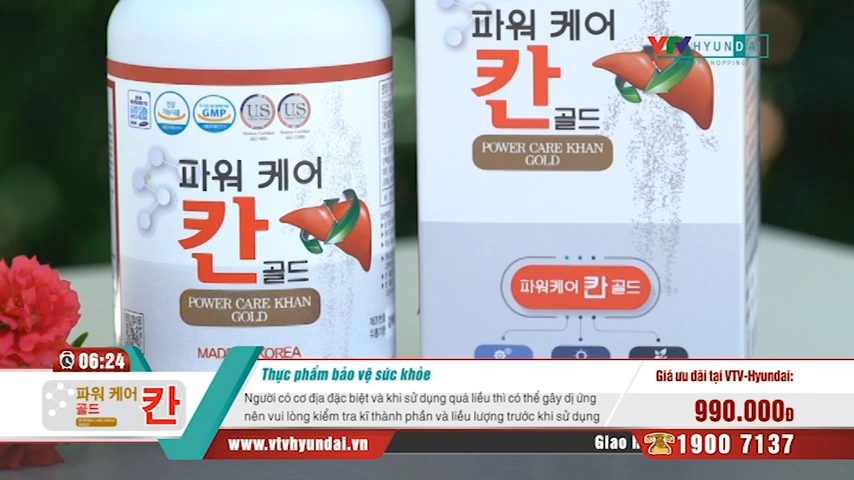 파워 케어
칸
골드
POWER CARE KHAN
GOLD
GMP
US
US
파워 케어
칸
골드
POWER CARE KHAN
GOLD
파워케어 칸 골드
VTV HYUNDAI
SHOPPING
06:24
파워 케어
골드
칸
Thực phẩm bảo vệ sức khỏe
Người có cơ địa đặc biệt và khi sử dụng quá liều thì có thể gây dị ứng
nên vui lòng kiểm tra kĩ thành phần và liều lượng trước khi sử dụng
Giá ưu đãi tại VTV-Hyundai:
990.000Đ
www.vtvhyundai.vn
Giao
1900 7137